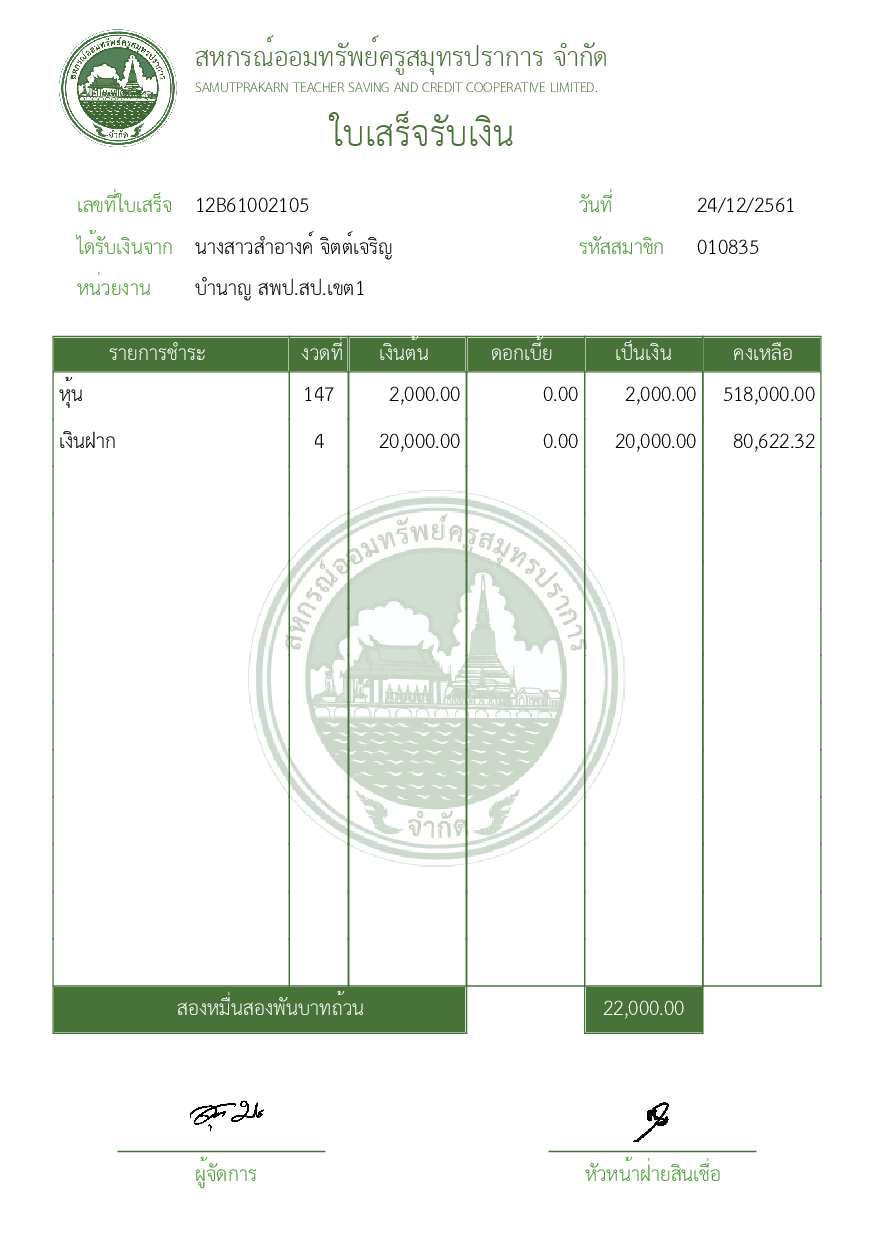 สหกรณ์ออมทรัพย์ครูสมุทรปราการ จำกัด
SAMUTPRAKARN TEACHER SAVING AND CREDIT COOPERATIVE LIMITED.
ใบเสร็จรับเงิน
เลขที่ใบเสร็จ 12B61002105 วันที่ 24/12/2561
ได้รับเงินจาก นางสาวสำอางค์ จิตต์เจริญ รหัสสมาชิก 010835
หน่วยงาน บำนาญ สพป.สป.เขต1
รายการชำระ งวดที่ เงินต้น ดอกเบี้ย เป็นเงิน คงเหลือ
หุ้น 147 2,000.00 0.00 2,000.00 518,000.00
เงินฝาก 4 20,000.00 0.00 20,000.00 80,622.32
สหกรณ์ออมทรัพย์ครูสมุทรปราการ
จำกัด
สองหมื่นสองพันบาทถ้วน 22,000.00
ผู้จัดการ หัวหน้าฝ่ายสินเชื่อ